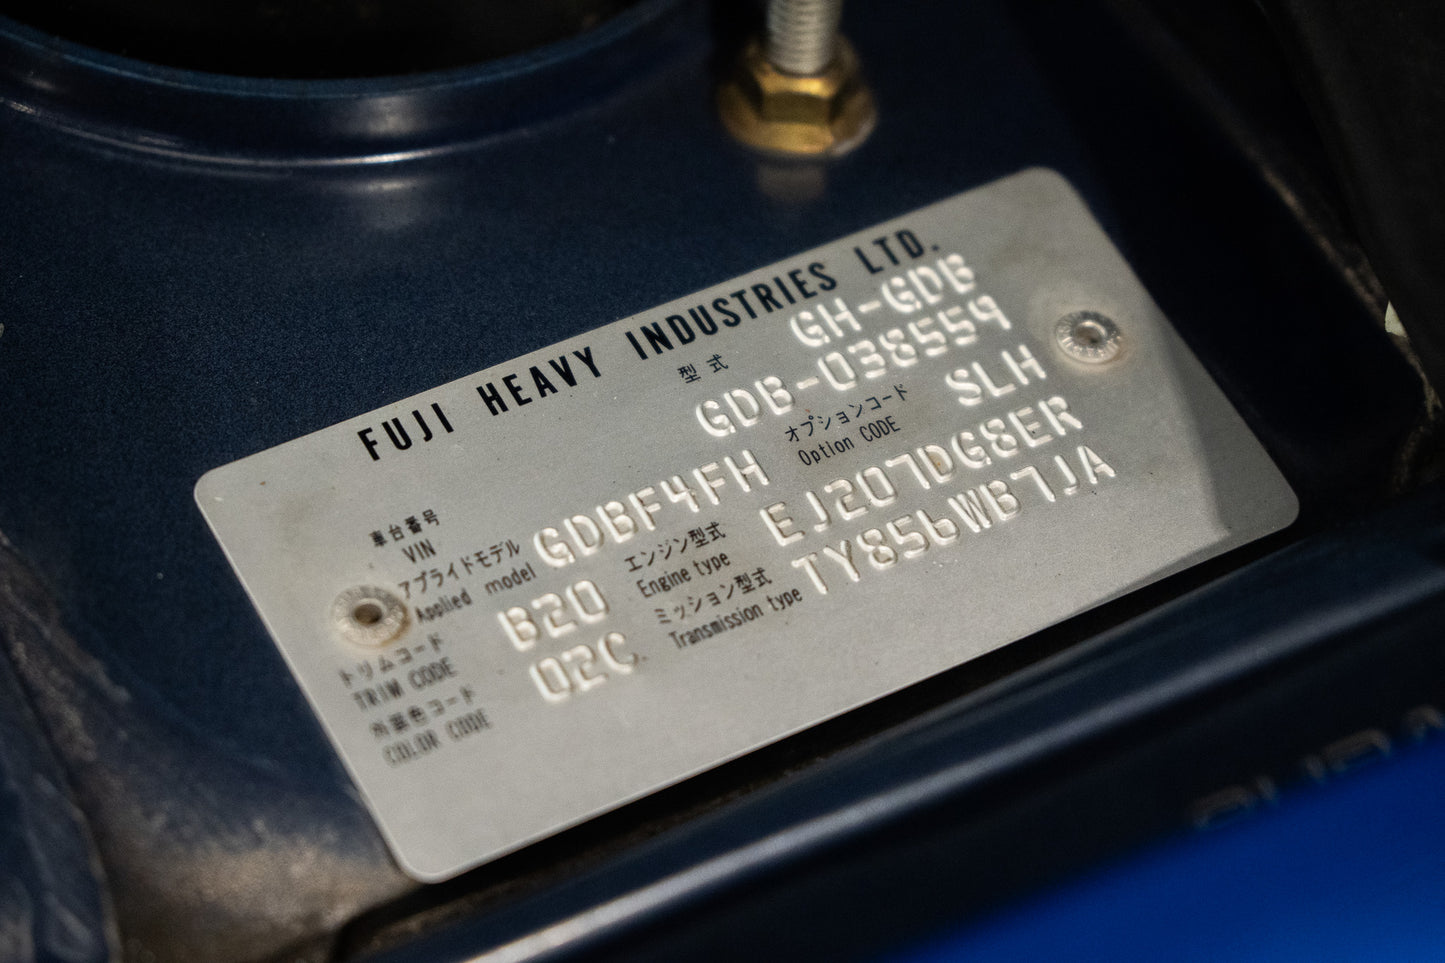 FUJI HEAVY INDUSTRIES LTD.
型式 GH-GDB
車台番号
VIN GDB-038559
アプライドモデル オプションコード
Applied model GDBF4FH Option CODE SLH
トリムコード エンジン型式
TRIM CODE B20 Engine type EJ207DG8ER
外装色コード ミッション型式
COLOR CODE 02C Transmission type TY856WB7JA